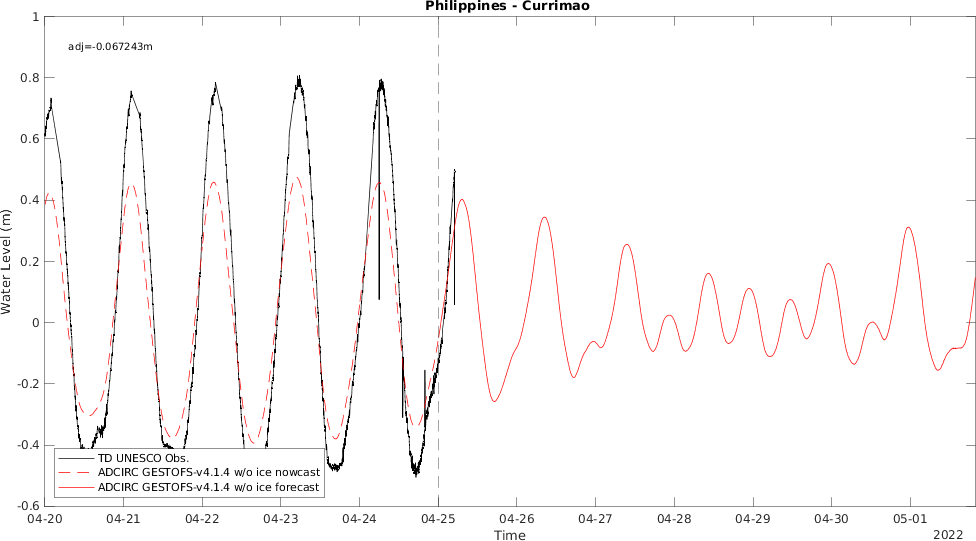 Philippines - Currimao
adj=-0.067243m
Water Level (m)
1
0.8
0.6
0.4
0.2
0
-0.2
-0.4
-0.6
TD UNESCO Obs.
ADCIRC GESTOFS-v4.1.4 w/o ice nowcast
ADCIRC GESTOFS-v4.1.4 w/o ice forecast
04-20 04-21 04-22 04-23 04-24 04-25 04-26 04-27 04-28 04-29 04-30 05-01
Time
2022